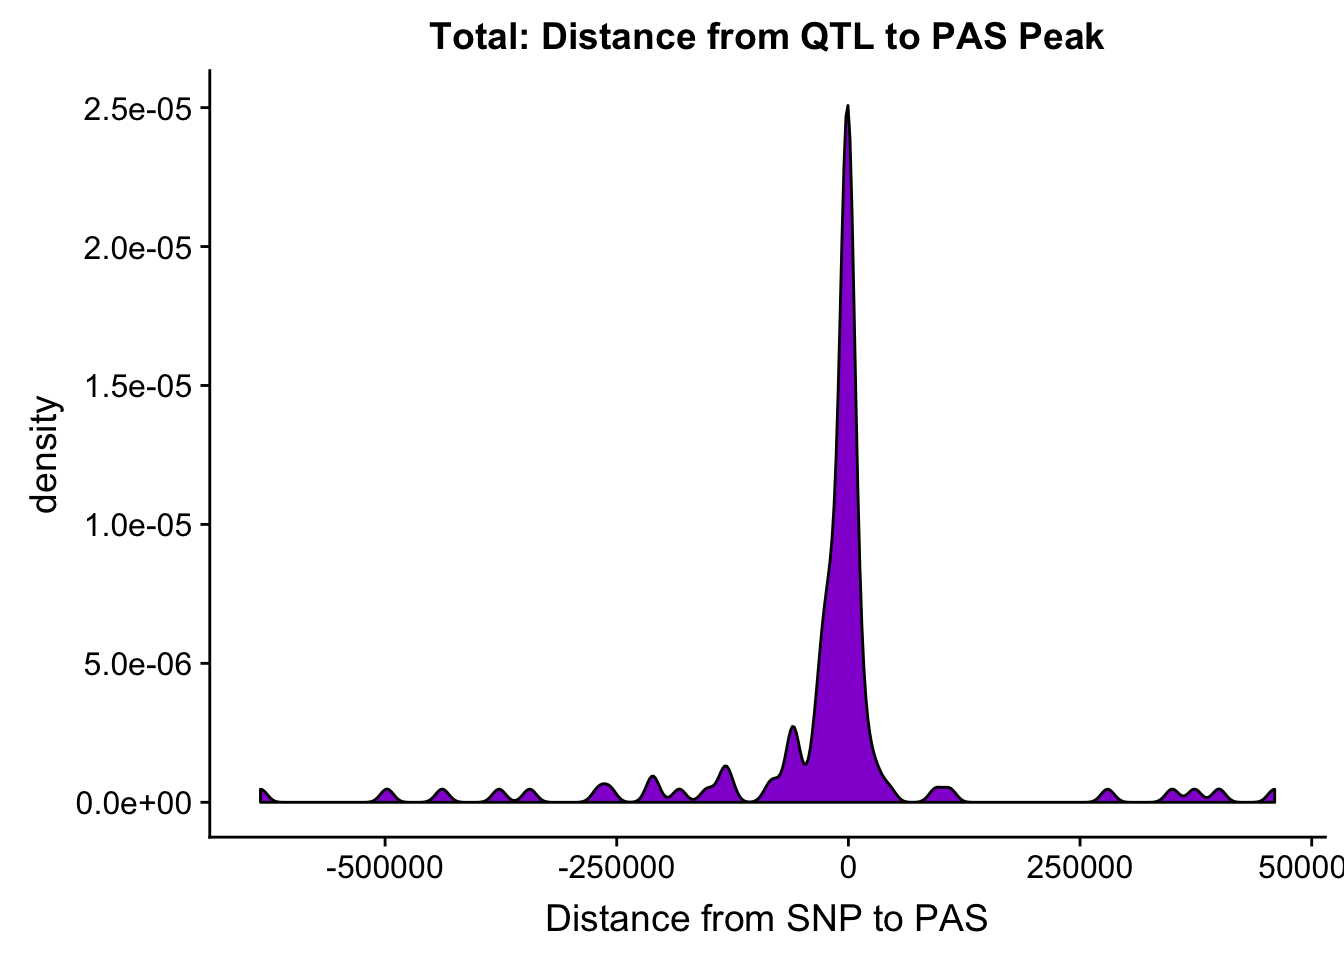 Total: Distance from QTL to PAS Peak
2.5e-05
2.0e-05
1.5e-05
1.0e-05
5.0e-06
0.0e+00
density
-500000
-250000
0
250000
50000
Distance from SNP to PAS